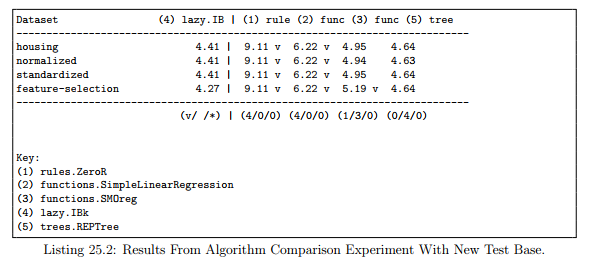 Dataset (4) lazy.IB | (1) rule (2) func (3) func (5) tree
--------------------------------------------------------------------------
housing 4.41 | 9.11 v 6.22 v 4.95 4.64
normalized 4.41 | 9.11 v 6.22 v 4.94 4.63
standardized 4.41 | 9.11 v 6.22 v 4.95 4.64
feature-selection 4.27 | 9.11 v 6.22 v 5.19 v 4.64
--------------------------------------------------------------------------
(v/ /*) | (4/0/0) (4/0/0) (1/3/0) (0/4/0)
Key:
(1) rules.ZeroR
(2) functions.SimpleLinearRegression
(3) functions.SMOreg
(4) lazy.IBk
(5) trees.REPTree
Listing 25.2: Results From Algorithm Comparison Experiment With New Test Base.